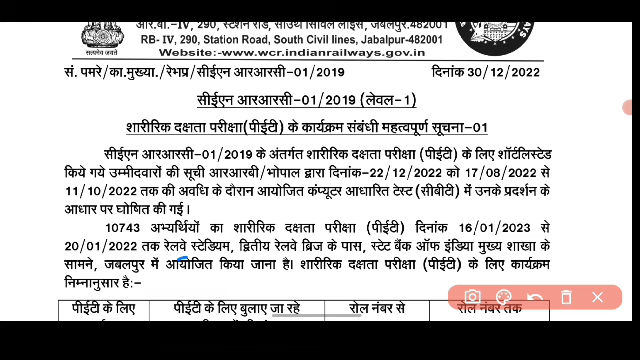 आर.बी.-IV, 290, स्टेशन रोड, साउथ सिविल लाइंस, जबलपुर.482001
RB- IV, 290, Station Road, South Civil lines, Jabalpur-482001
सत्यमेव जयते
Website:-www.wcr.indianrailways.gov.in
सं. पमरे/का.मुख्या./रेभप्र/सीईएन आरआरसी-01/2019 दिनांक 30/12/2022
सीईएन आरआरसी-01/2019 (लेवल-1)
शारीरिक दक्षता परीक्षा(पीईटी) के कार्यक्रम संबंधी महत्वपूर्ण सूचना-01
सीईएन आरआरसी-01/2019 के अंतर्गत शारीरिक दक्षता परीक्षा (पीईटी) के लिए शॉर्टलिस्टेड
किये गये उम्मीदवारों की सूची आरआरबी/भोपाल द्वारा दिनांक-22/12/2022 को 17/08/2022 से
11/10/2022 तक की अवधि के दौरान आयोजित कंप्यूटर आधारित टेस्ट (सीबीटी) में उनके प्रदर्शन के
आधार पर घोषित की गई।
10743 अभ्यर्थियों का शारीरिक दक्षता परीक्षा (पीईटी) दिनांक 16/01/2023 से
20/01/2022 तक रेलवे स्टेडियम, द्वितीय रेलवे ब्रिज के पास, स्टेट बैंक ऑफ इंडिया मुख्य शाखा के
सामने, जबलपुर में आयोजित किया जाना है। शारीरिक दक्षता परीक्षा (पीईटी) के लिए कार्यक्रम
निम्नानुसार है:-
पीईटी के लिए पीईटी के लिए बुलाए जा रहे रोल नंबर से रोल नंबर तक